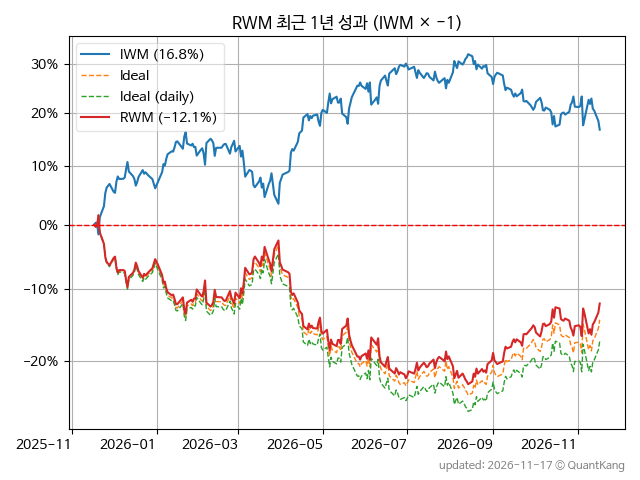 RWM 최근 1년 성과 (IWM × −1)
IWM (16.8%)
Ideal
Ideal (daily)
RWM (−12.1%)
30%
20%
10%
0%
−10%
−20%
2025-11
2026-01
2026-03
2026-05
2026-07
2026-09
2026-11
updated: 2026-11-17 © QuantKang